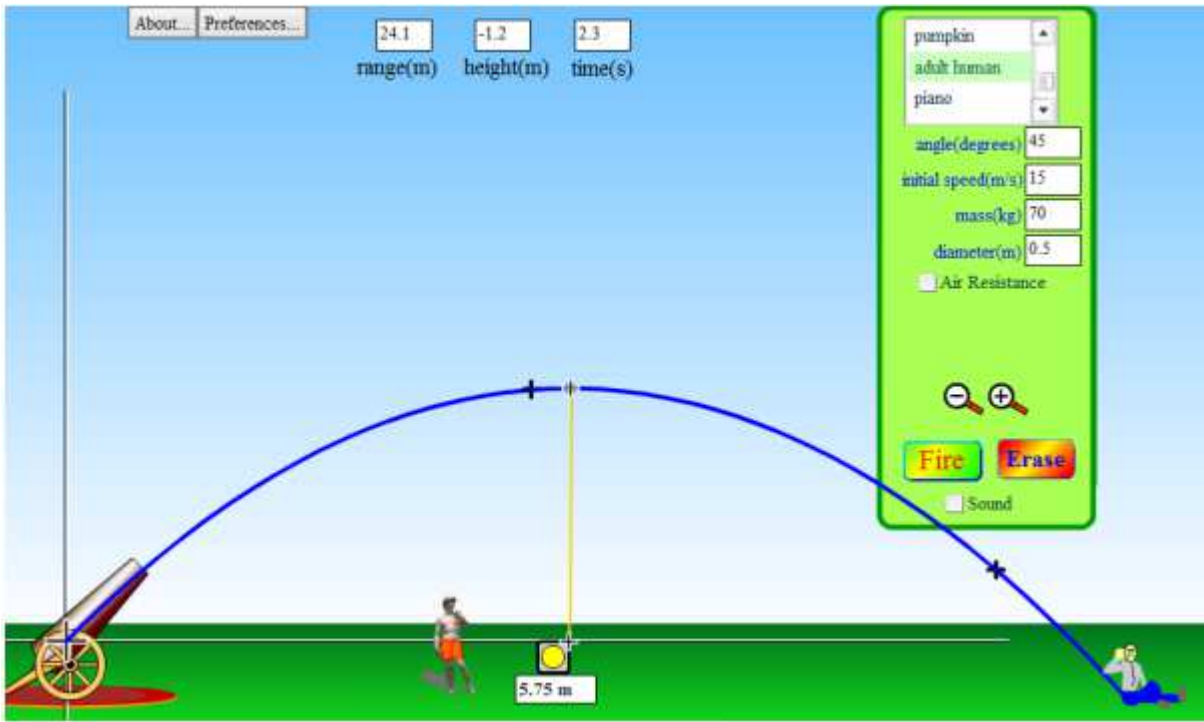 About... Preferences...
24.1 -1.2 2.3
range(m) height(m) time(s)
pumpkin
adult human
piano
angle(degrees) 45
initial speed(m/s) 15
mass(kg) 70
diameter(m) 0.5
Air Resistance
Fire Erase
Sound
5.75 m